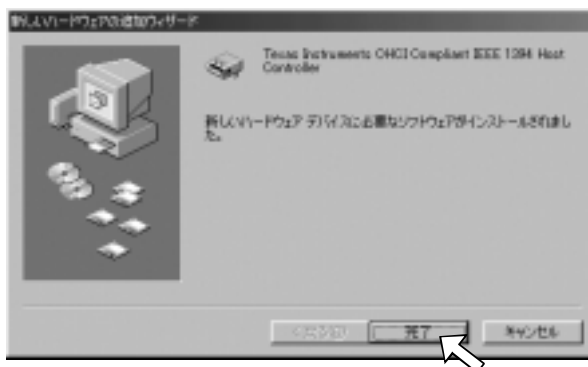 新しいハードウェアの追加ウィザード
Texas Instruments OHCI Compliant IEEE 1394 Host
Controller
新しいハードウェア デバイスに必要なソフトウェアがインストールされまし
た。
完了
キャンセル